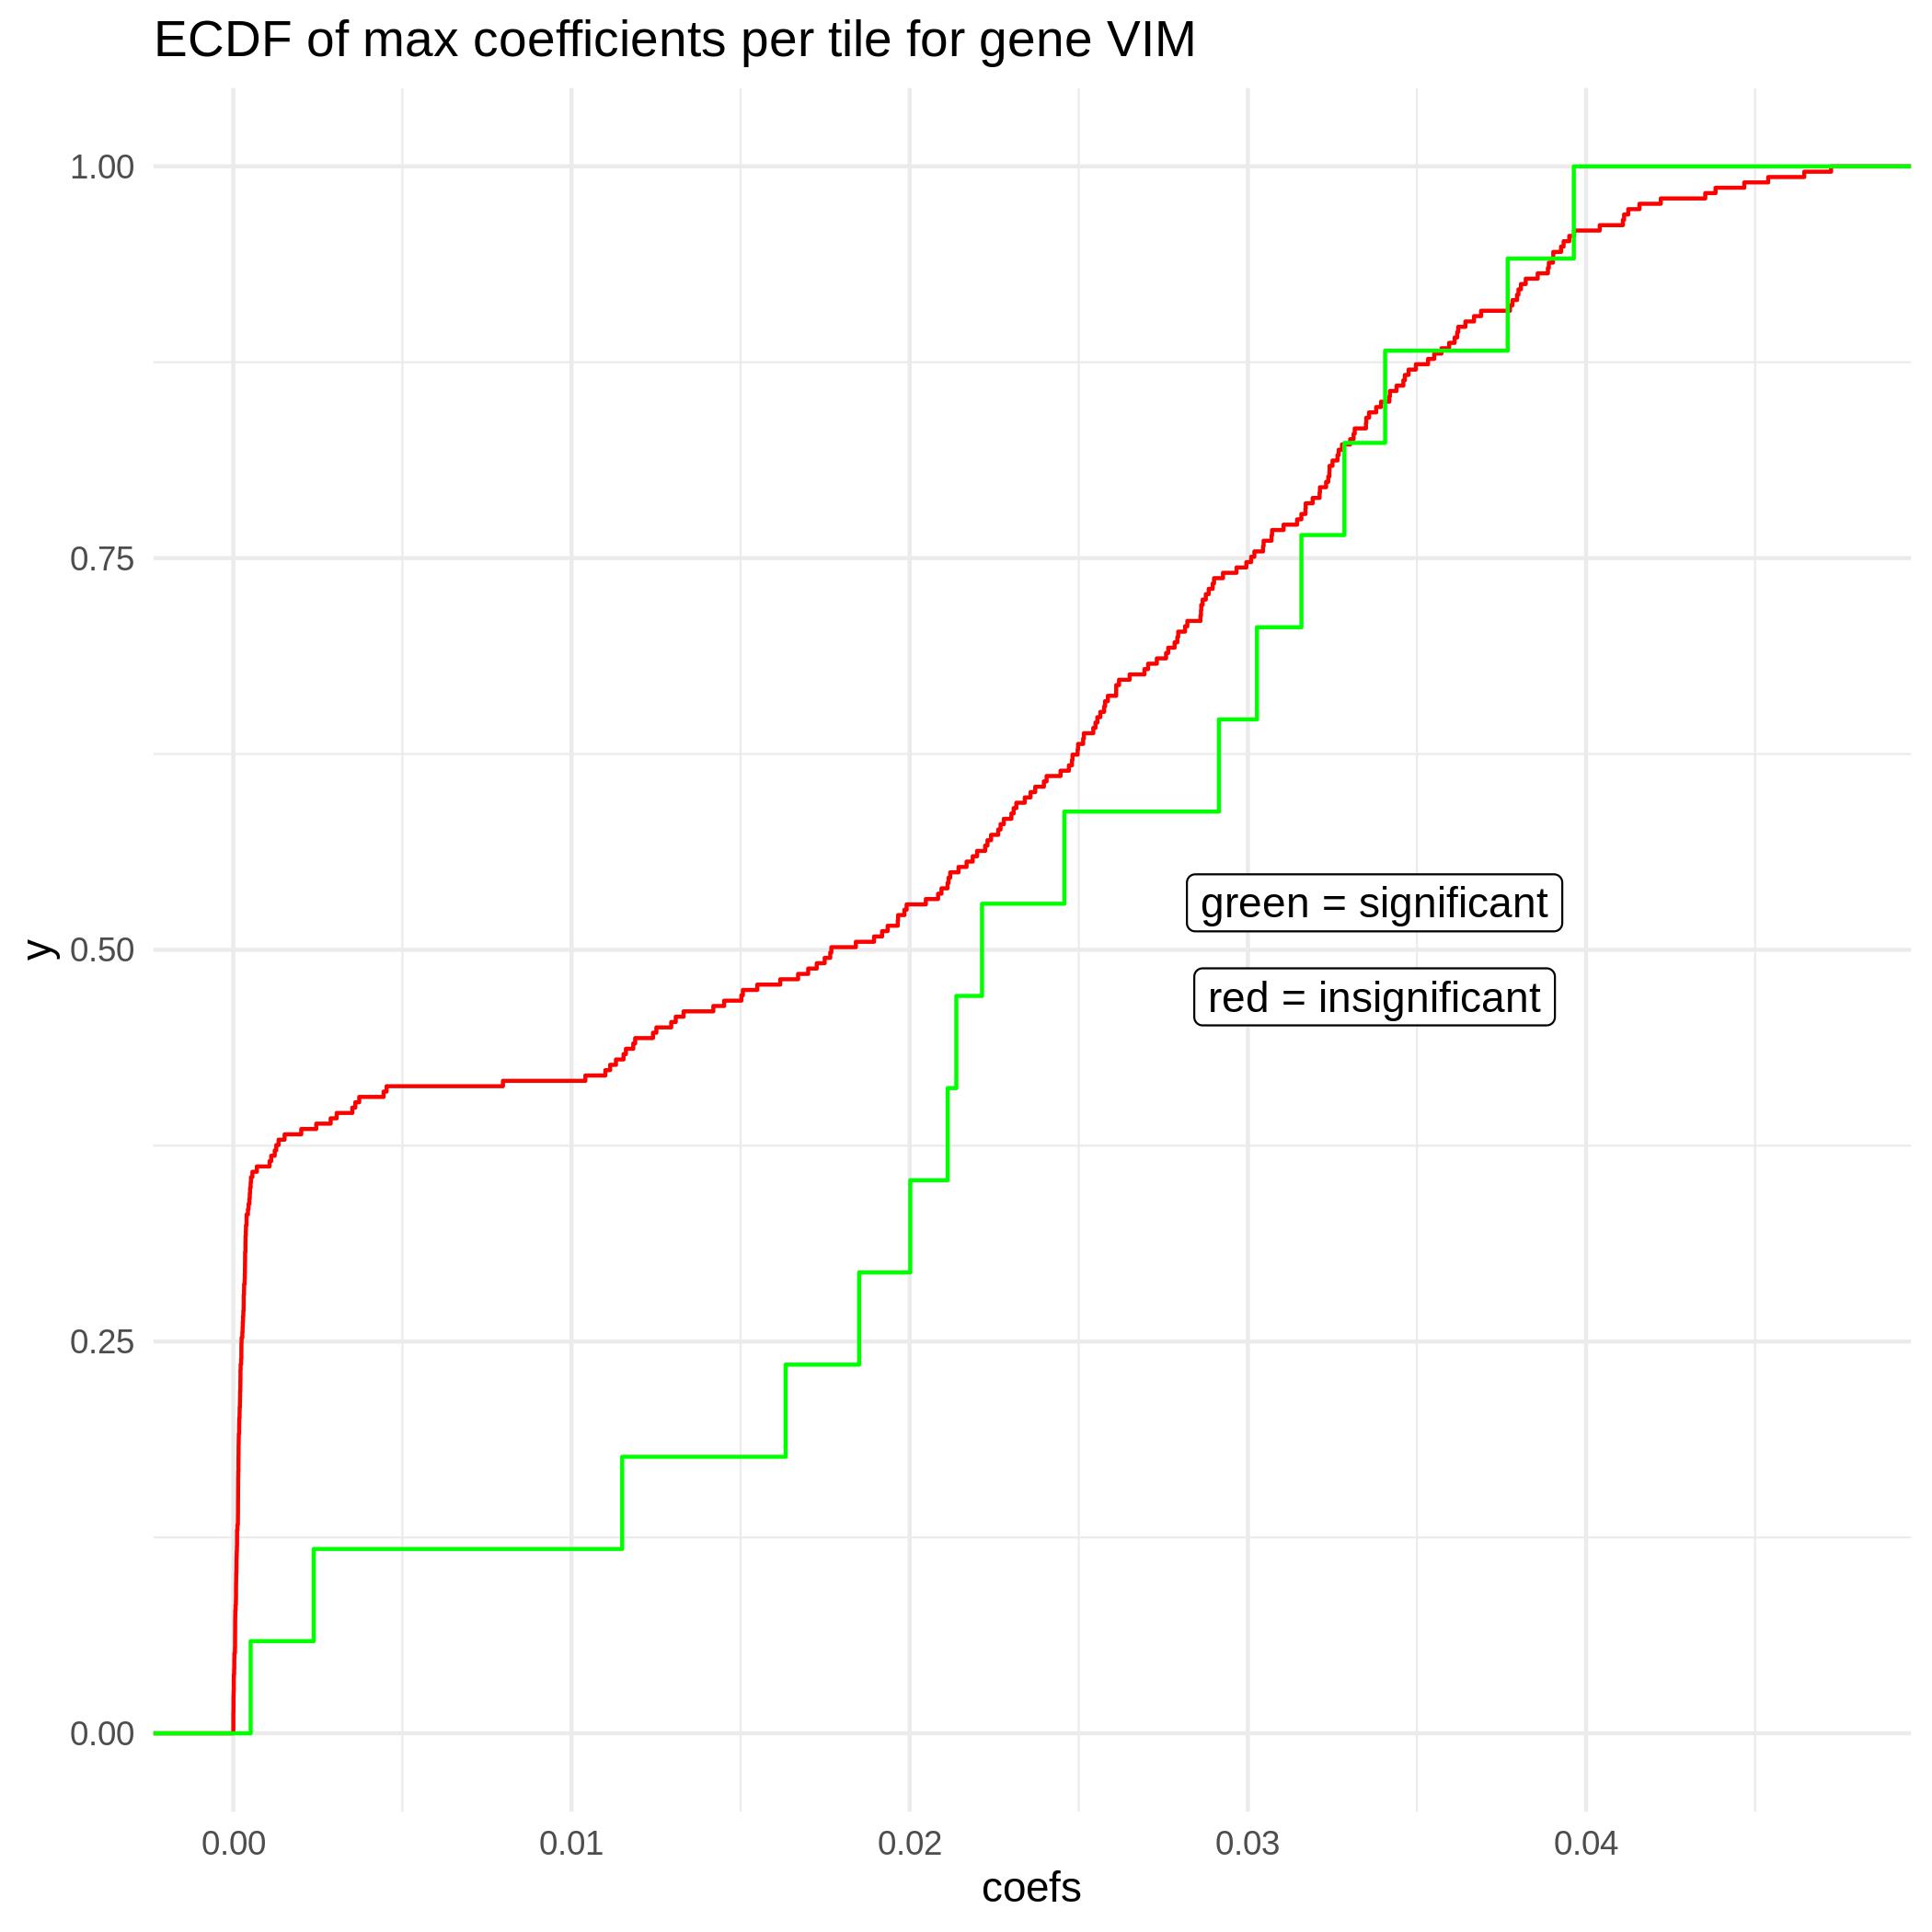 ECDF of max coefficients per tile for gene VIM
1.00
0.75
0.50
0.25
0.00
y
green = significant
red = insignificant
0.00 0.01 0.02 0.03 0.04
coefs